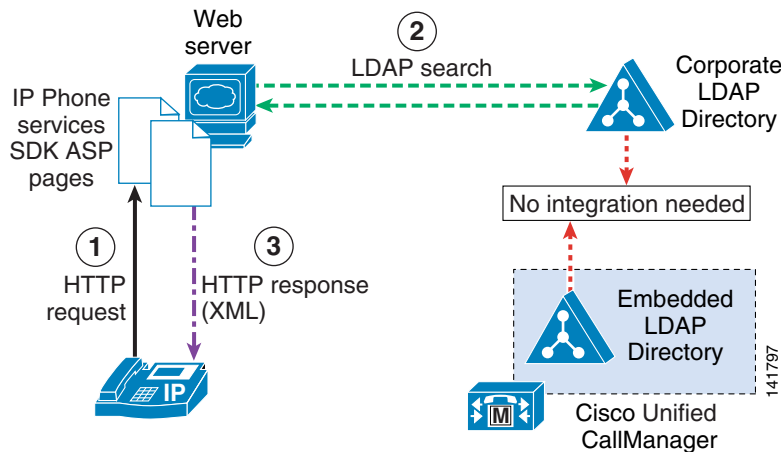 Web
server
2
LDAP search
Corporate
LDAP
Directory
IP Phone
services
SDK ASP
pages
No integration needed
1
HTTP
request
3
HTTP response
(XML)
Embedded
LDAP
Directory
IP
M
Cisco Unified
CallManager
141797